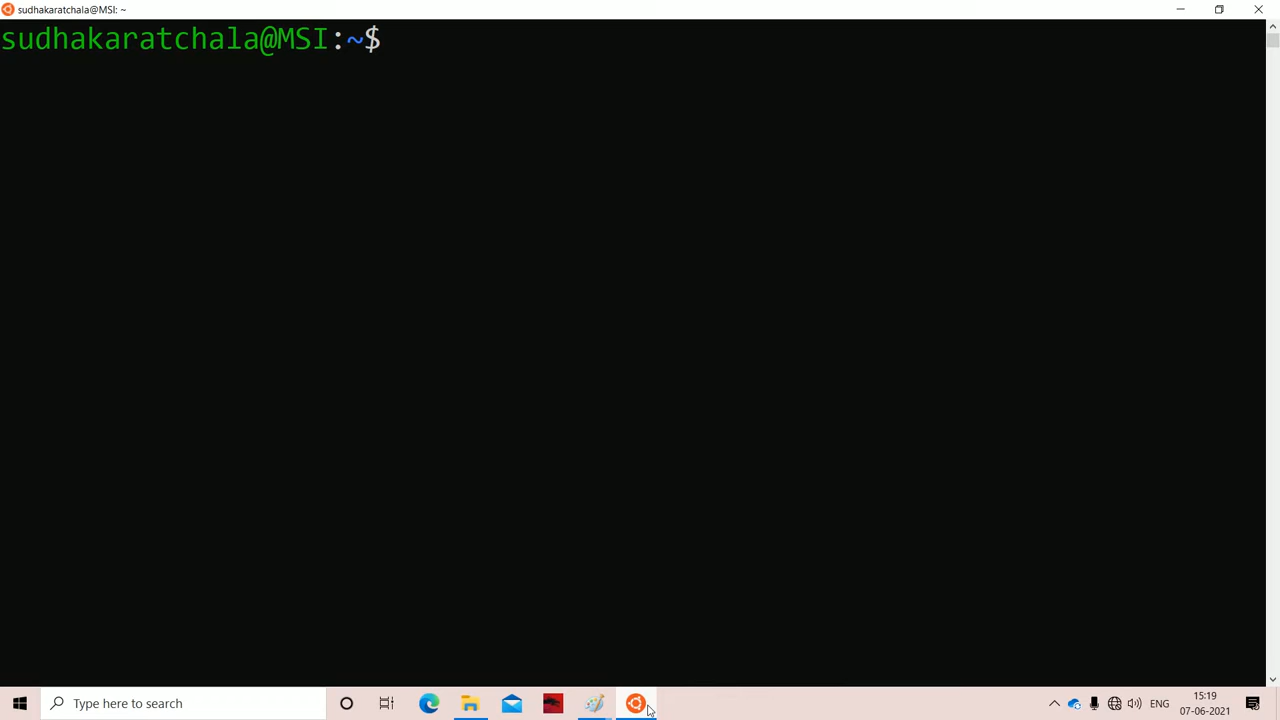 sudhakaratchala@MSI: ~
sudhakaratchala@MSI:~$
Type here to search
ENG
15:19
07-06-2021